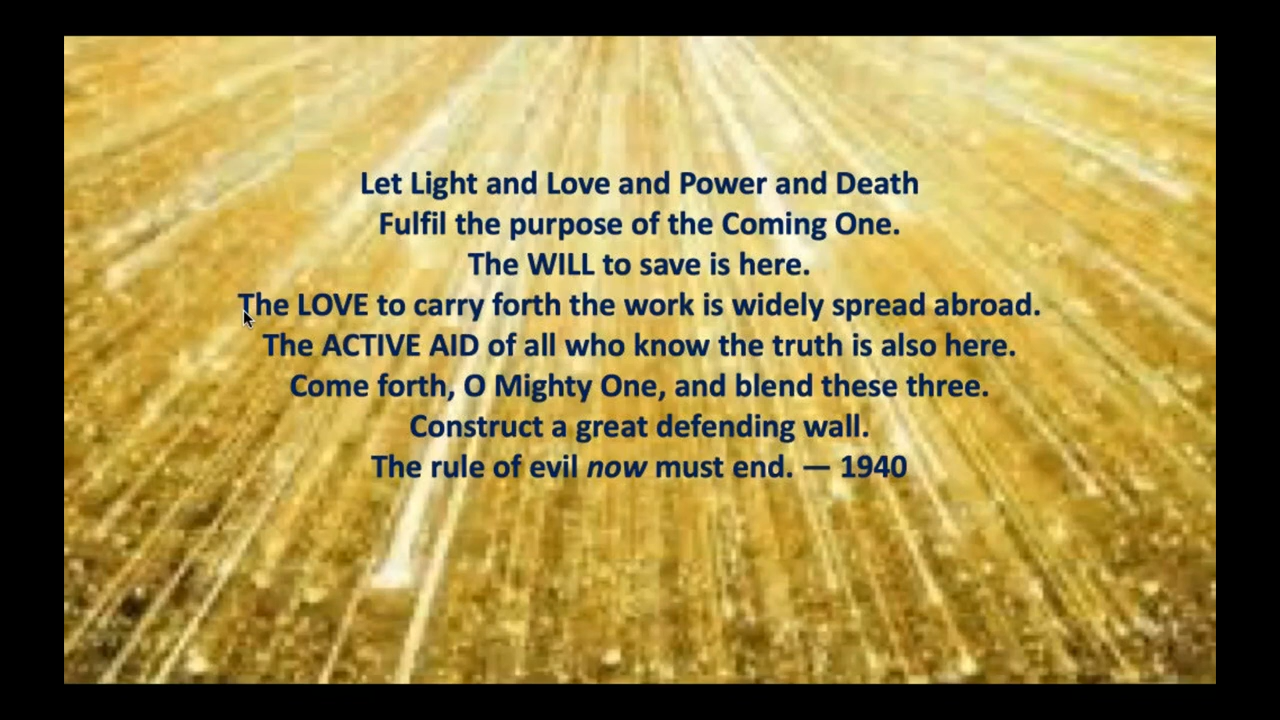 Let Light and Love and Power and Death
Fulfil the purpose of the Coming One.
The WILL to save is here.
The LOVE to carry forth the work is widely spread abroad.
The ACTIVE AID of all who know the truth is also here.
Come forth, O Mighty One, and blend these three.
Construct a great defending wall.
The rule of evil now must end. — 1940